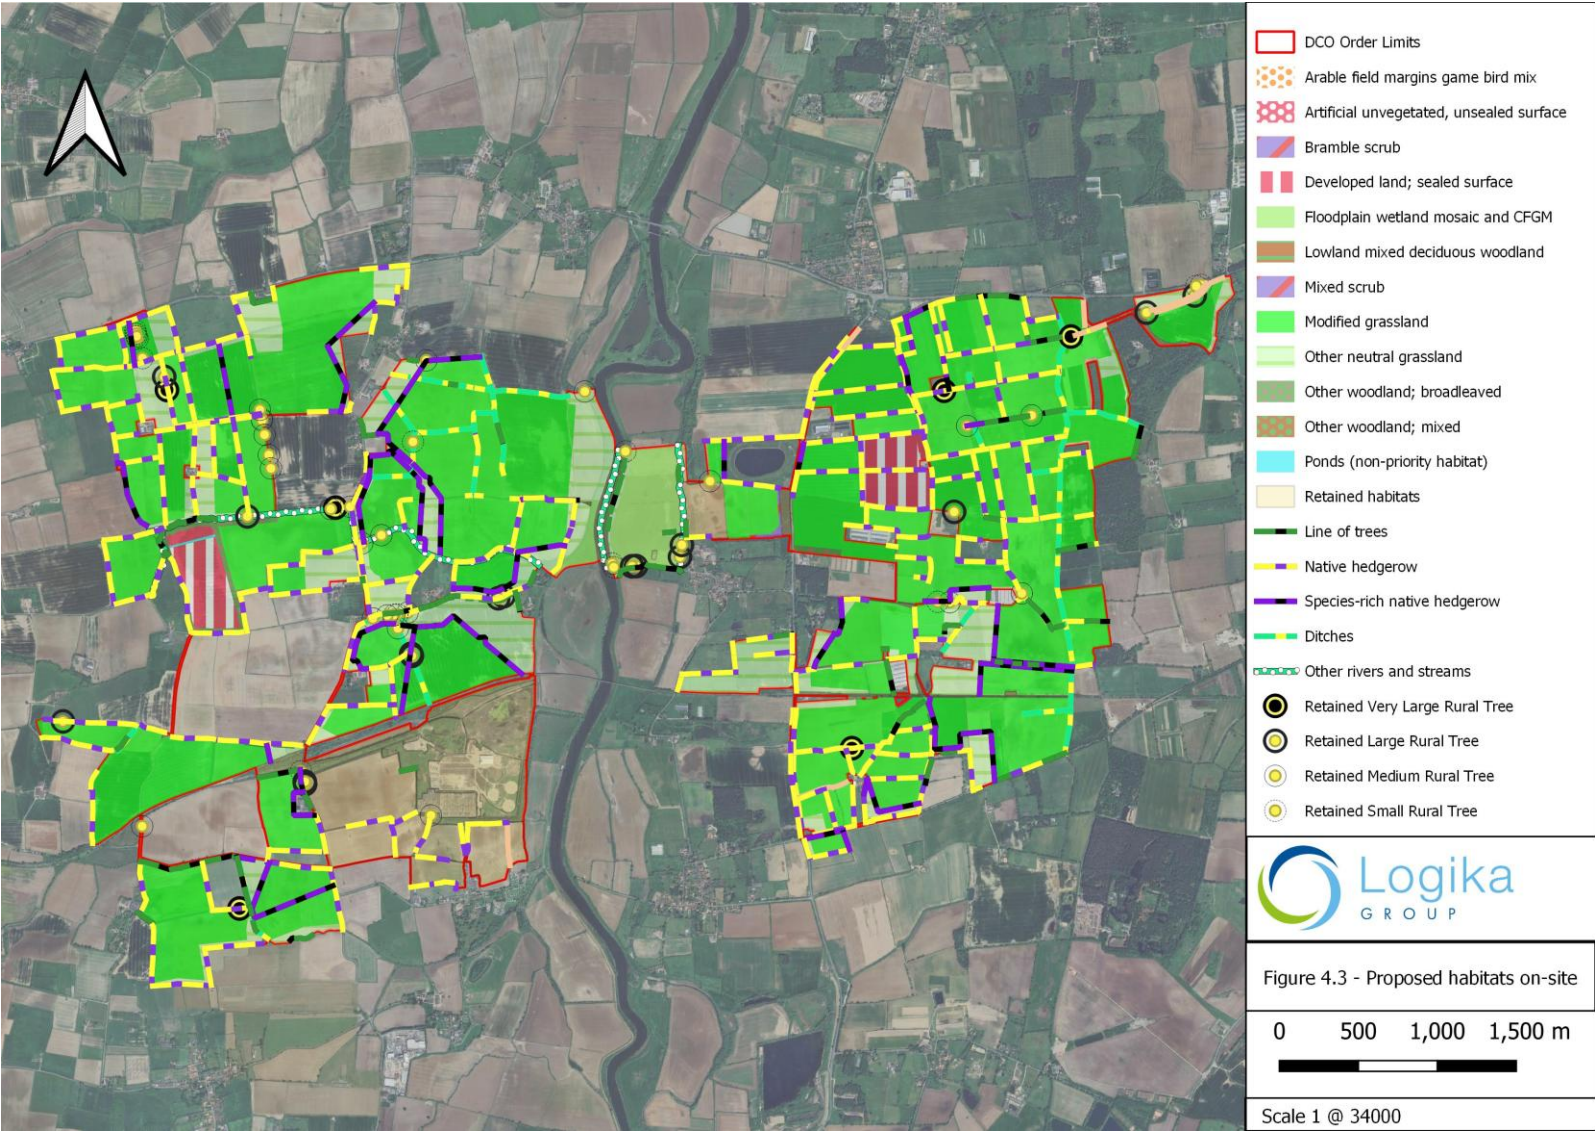 DCO Order Limits
Arable field margins game bird mix
Artificial unvegetated, unsealed surface
Bramble scrub
Developed land; sealed surface
Floodplain wetland mosaic and CFGM
Lowland mixed deciduous woodland
Mixed scrub
Modified grassland
Other neutral grassland
Other woodland; broadleaved
Other woodland; mixed
Ponds (non-priority habitat)
Retained habitats
Line of trees
Native hedgerow
Species-rich native hedgerow
Ditches
Other rivers and streams
Retained Very Large Rural Tree
Retained Large Rural Tree
Retained Medium Rural Tree
Retained Small Rural Tree
Logika
GROUP
Figure 4.3 - Proposed habitats on-site
0 500 1,000 1,500 m
Scale 1 @ 34000